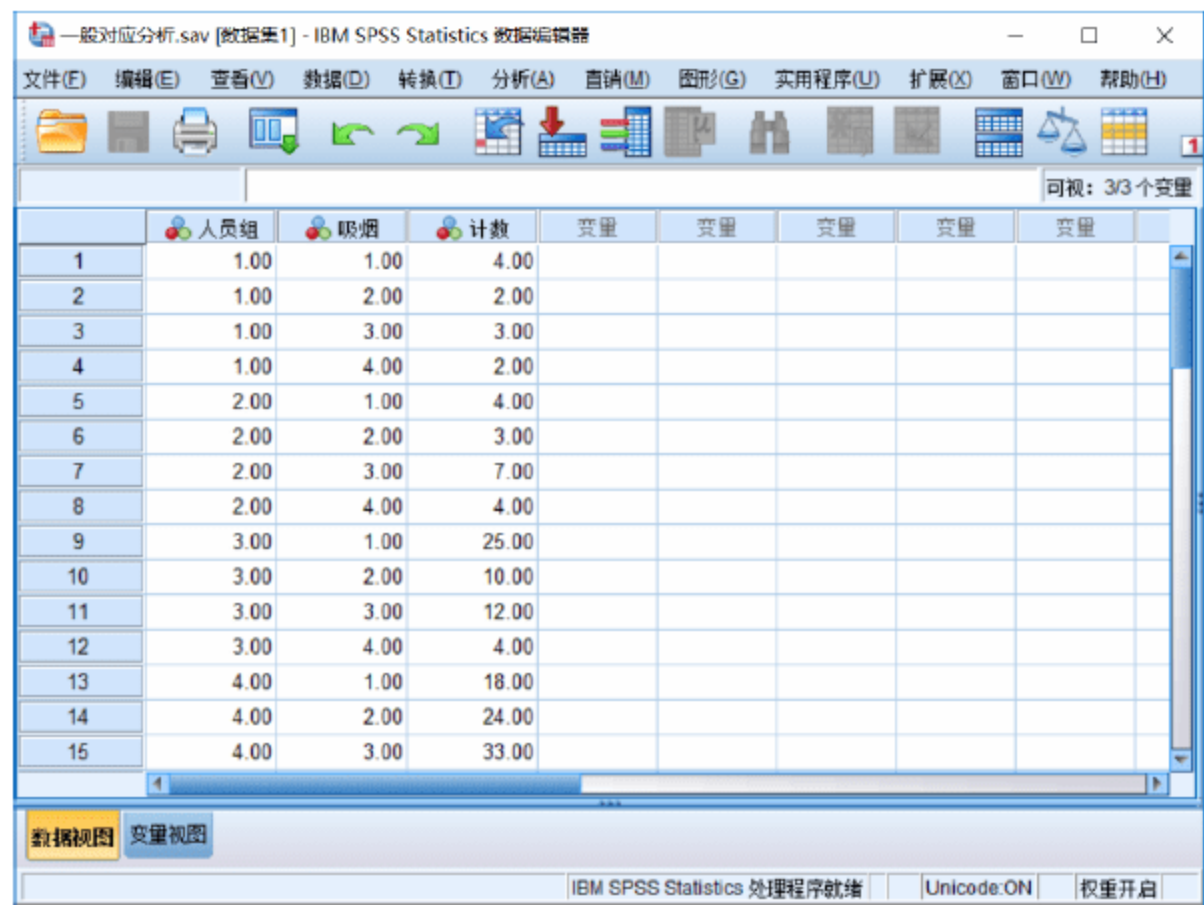 一般对应分析.sav [数据集1] - IBM SPSS Statistics 数据编辑器
文件(F) 编辑(E) 查看(V) 数据(D) 转换(T) 分析(A) 直销(M) 图形(G) 实用程序(U) 扩展(X) 窗口(W) 帮助(H)
1
可视：3/3 个变量
人员组 吸烟 计数 变量 变量 变量 变量 变量
1 1.00 1.00 4.00
2 1.00 2.00 2.00
3 1.00 3.00 3.00
4 1.00 4.00 2.00
5 2.00 1.00 4.00
6 2.00 2.00 3.00
7 2.00 3.00 7.00
8 2.00 4.00 4.00
9 3.00 1.00 25.00
10 3.00 2.00 10.00
11 3.00 3.00 12.00
12 3.00 4.00 4.00
13 4.00 1.00 18.00
14 4.00 2.00 24.00
15 4.00 3.00 33.00
数据视图 变量视图
IBM SPSS Statistics 处理程序就绪 Unicode:ON 权重开启